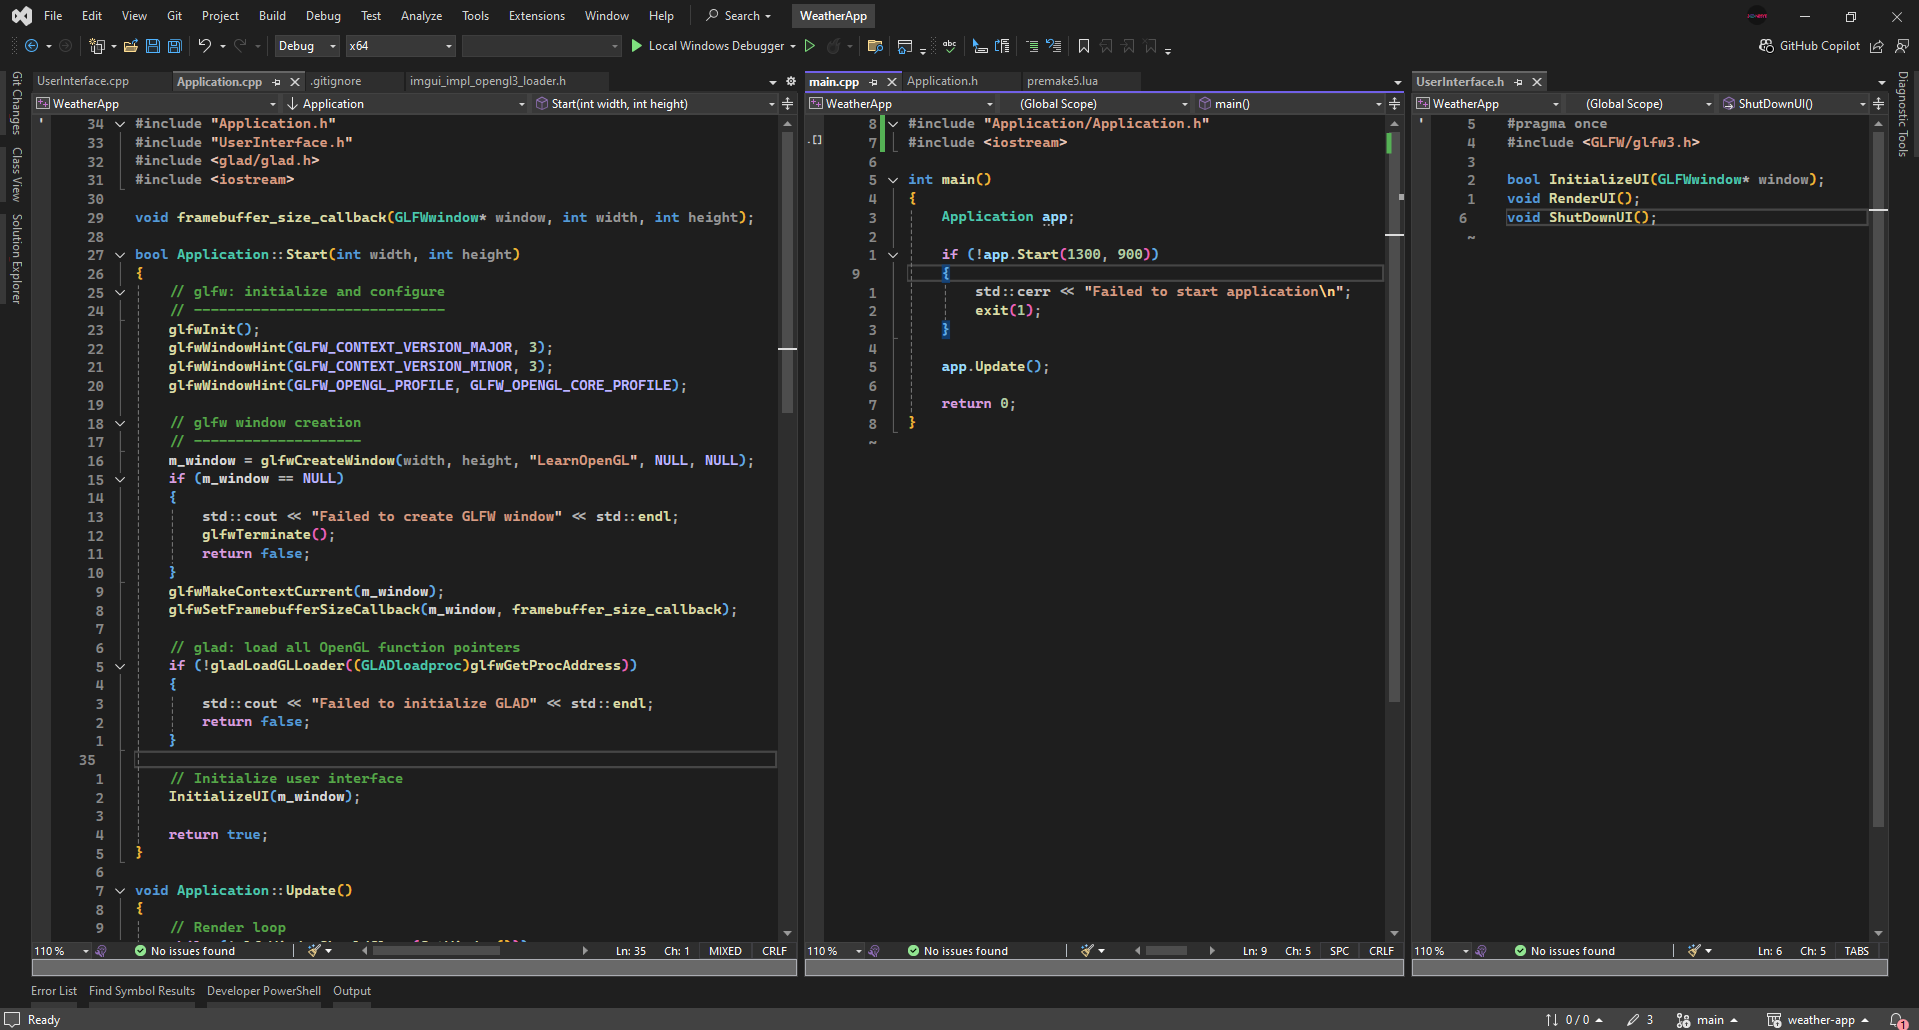 File Edit View Git Project Build Debug Test Analyze Tools Extensions Window Help Search WeatherApp
Debug x64 Local Windows Debugger GitHub Copilot
Git Changes
Class View
Solution Explorer
UserInterface.cpp Application.cpp .gitignore imgui_impl_opengl3_loader.h
WeatherApp Application Start(int width, int height)
34 #include "Application.h"
33 #include "UserInterface.h"
32 #include <glad/glad.h>
31 #include <iostream>
30
29 void framebuffer_size_callback(GLFWwindow* window, int width, int height);
28
27 bool Application::Start(int width, int height)
26 {
25 // glfw: initialize and configure
24 // ------------------------------
23 glfwInit();
22 glfwWindowHint(GLFW_CONTEXT_VERSION_MAJOR, 3);
21 glfwWindowHint(GLFW_CONTEXT_VERSION_MINOR, 3);
20 glfwWindowHint(GLFW_OPENGL_PROFILE, GLFW_OPENGL_CORE_PROFILE);
19
18 // glfw window creation
17 // --------------------
16 m_window = glfwCreateWindow(width, height, "LearnOpenGL", NULL, NULL);
15 if (m_window == NULL)
14 {
13 std::cout << "Failed to create GLFW window" << std::endl;
12 glfwTerminate();
11 return false;
10 }
9 glfwMakeContextCurrent(m_window);
8 glfwSetFramebufferSizeCallback(m_window, framebuffer_size_callback);
7
6 // glad: load all OpenGL function pointers
5 if (!gladLoadGLLoader((GLADloadproc)glfwGetProcAddress))
4 {
3 std::cout << "Failed to initialize GLAD" << std::endl;
2 return false;
1 }
35
1 // Initialize user interface
2 InitializeUI(m_window);
3
4 return true;
5 }
6
7 void Application::Update()
8 {
9 // Render loop
110 % No issues found Ln: 35 Ch: 1 MIXED CRLF
main.cpp Application.h premake5.lua
WeatherApp (Global Scope) main()
8 #include "Application/Application.h"
7 #include <iostream>
6
5 int main()
4 {
3 Application app;
2
1 if (!app.Start(1300, 900))
9 {
1 std::cerr << "Failed to start application\n";
2 exit(1);
3 }
4
5 app.Update();
6
7 return 0;
8 }
~
110 % No issues found Ln: 9 Ch: 5 SPC CRLF
UserInterface.h
WeatherApp (Global Scope) ShutDownUI()
5 #pragma once
4 #include <GLFW/glfw3.h>
3
2 bool InitializeUI(GLFWwindow* window);
1 void RenderUI();
6 void ShutDownUI();
~
110 % No issues found Ln: 6 Ch: 5 TABS
Diagnostic Tools
Error List Find Symbol Results Developer PowerShell Output
Ready 0 / 0 3 main weather-app 1